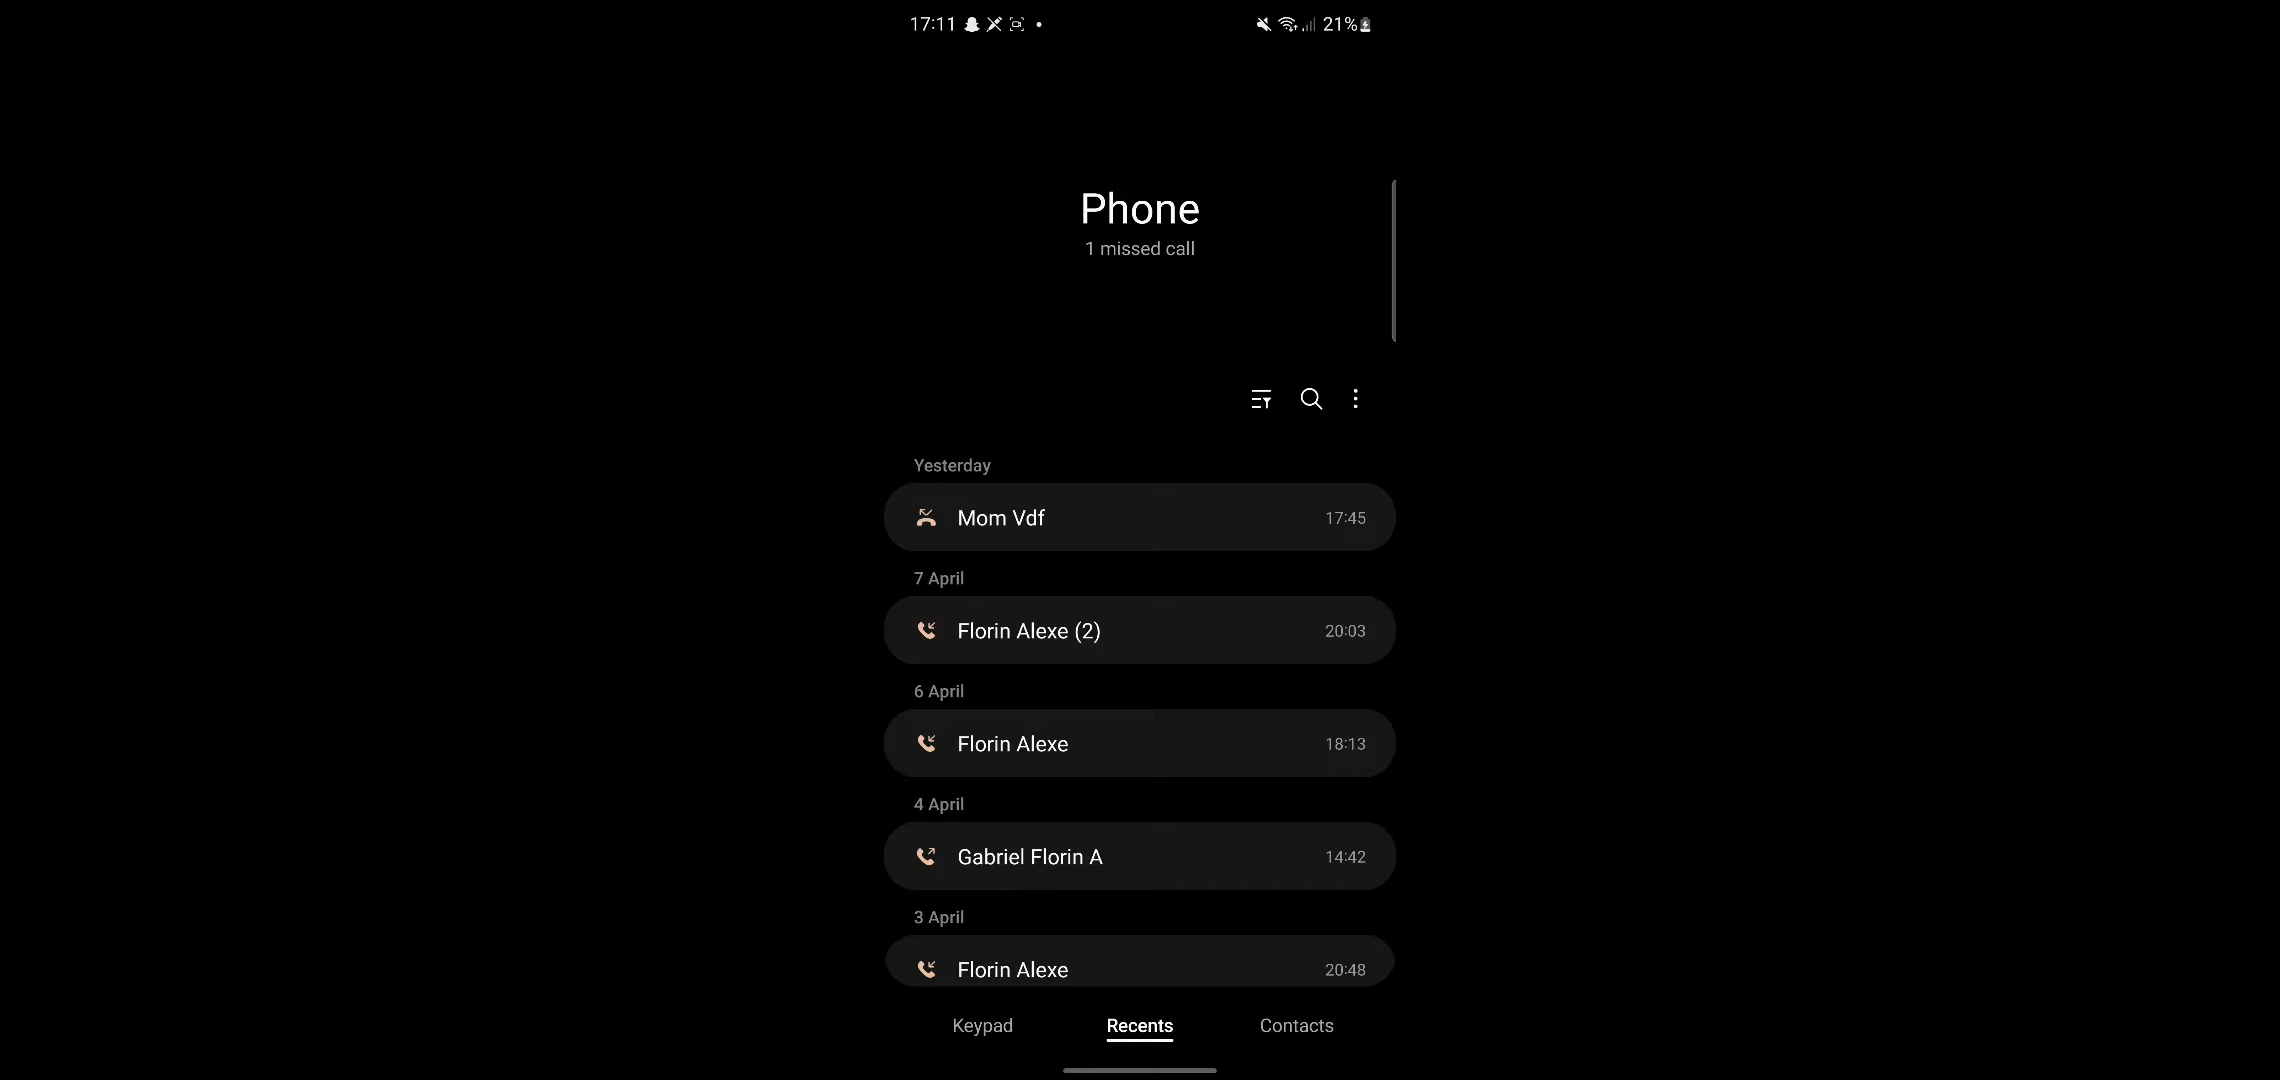 17:11
21%
Phone
1 missed call
Yesterday
Mom Vdf 17:45
7 April
Florin Alexe (2) 20:03
6 April
Florin Alexe 18:13
4 April
Gabriel Florin A 14:42
3 April
Florin Alexe 20:48
Keypad Recents Contacts